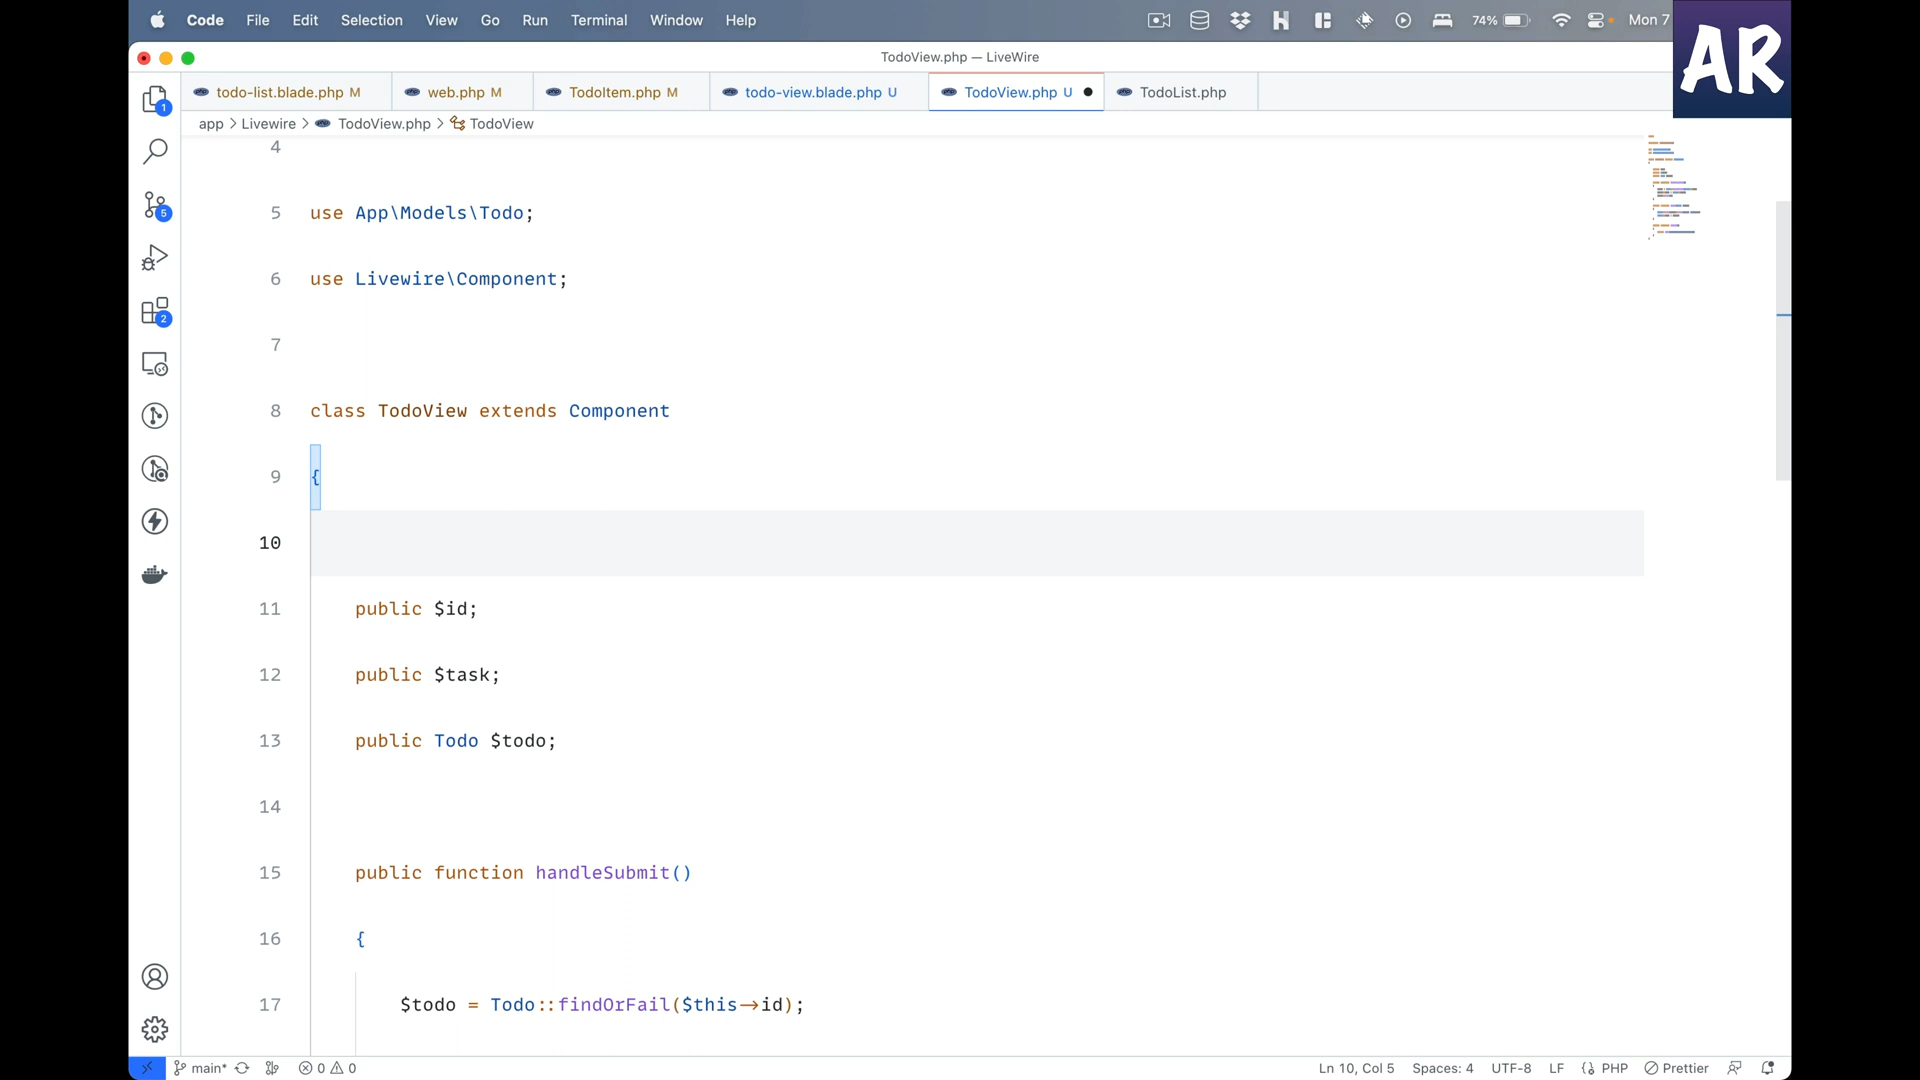 Code File Edit Selection View Go Run Terminal Window Help 74% Mon 7
AR
TodoView.php — LiveWire
todo-list.blade.php M web.php M TodoItem.php M todo-view.blade.php U TodoView.php U TodoList.php
app > Livewire > TodoView.php > TodoView
4
5 use App\Models\Todo;
6 use Livewire\Component;
7
8 class TodoView extends Component
9 {
10
11 public $id;
12 public $task;
13 public Todo $todo;
14
15 public function handleSubmit()
16 {
17 $todo = Todo::findOrFail($this->id);
1
5
2
main* 0 0 Ln 10, Col 5 Spaces: 4 UTF-8 LF PHP Prettier